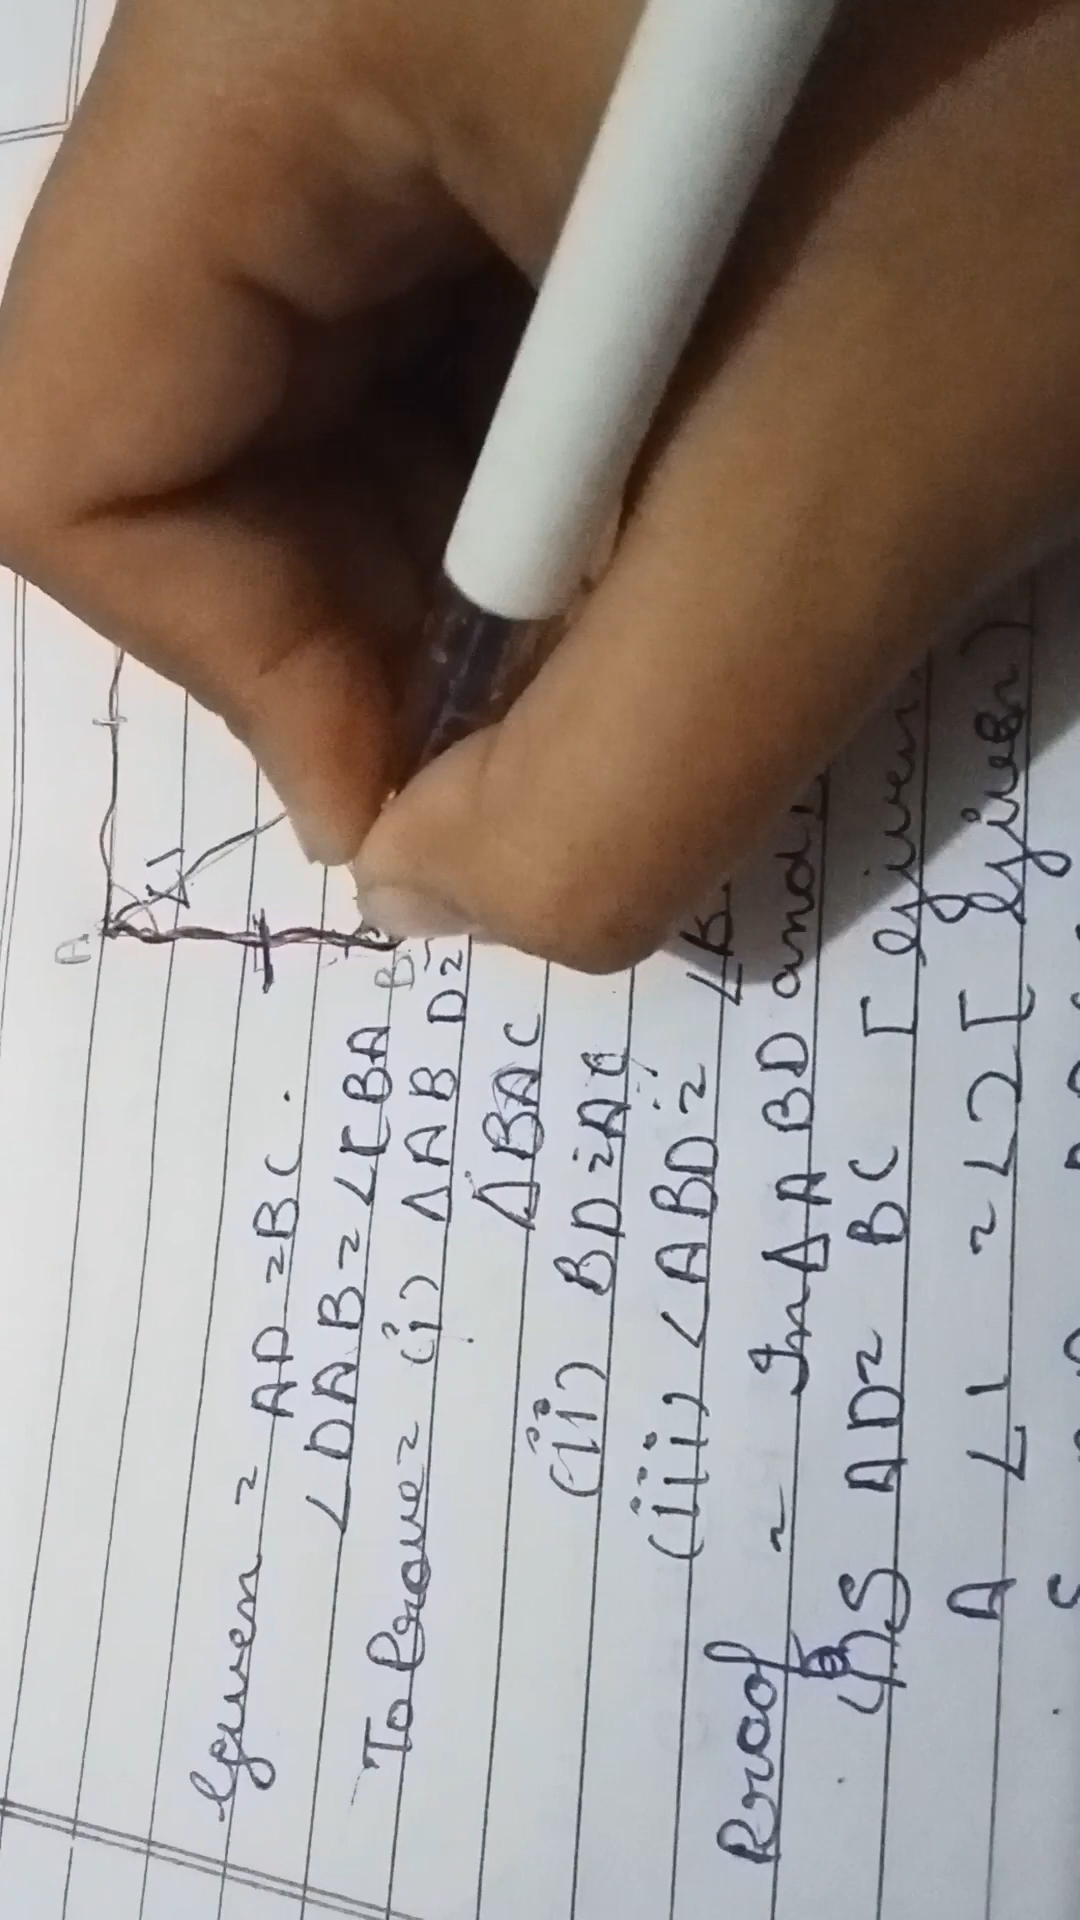 A
1
B
Given = AD = BC.
∠DAB = ∠CBA
To Prove = (i) ΔABD =
ΔBAC
(ii) BD = AC
(iii) ∠ABD = ∠B
Proof = In ΔABD and
S AD = BC [given
A ∠1 = ∠2 [given)
S